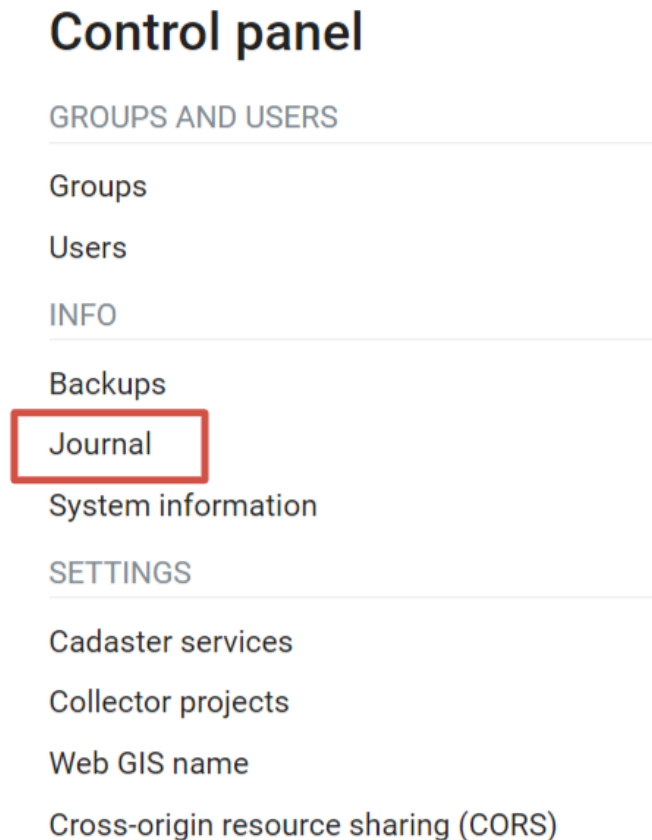 Control panel
GROUPS AND USERS
Groups
Users
INFO
Backups
Journal
System information
SETTINGS
Cadaster services
Collector projects
Web GIS name
Cross-origin resource sharing (CORS)